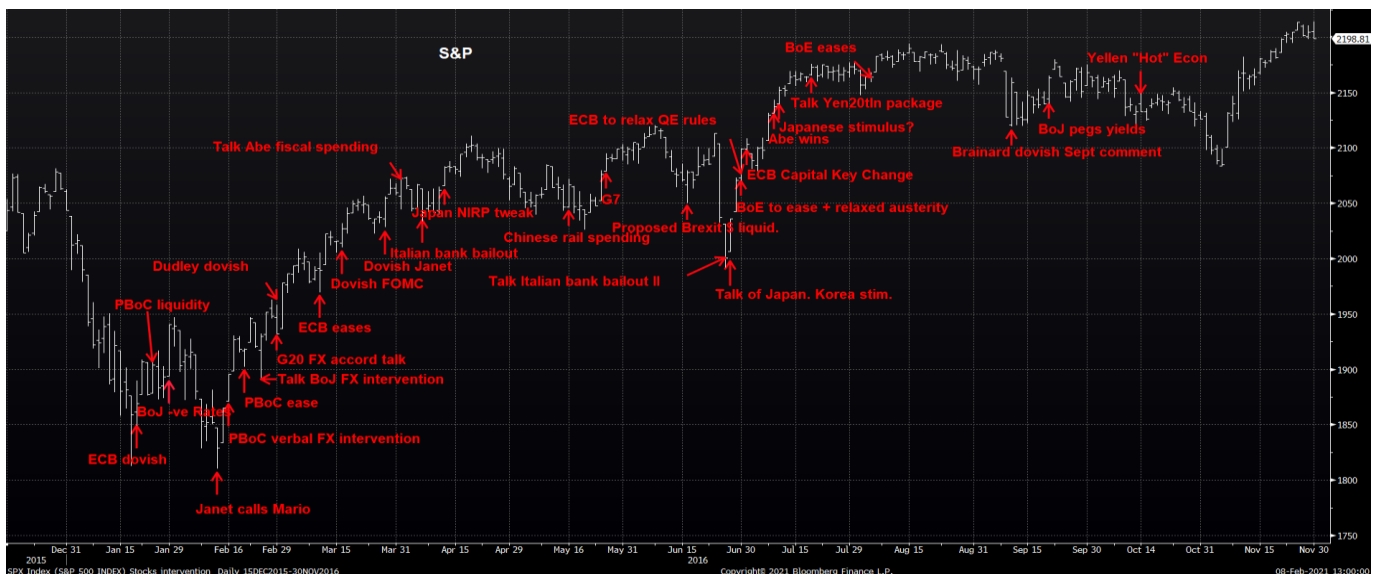 S&P
BoE eases
2198.81
Yellen "Hot" Econ
2150
Talk Yen20tln package
ECB to relax QE rules
Japanese stimulus?
BoJ pegs yields
Abe wins
Talk Abe fiscal spending
Brainard dovish Sept comment
2100
ECB Capital Key Change
G7
BoE to ease + relaxed austerity
Japan NIRP tweak
2050
Proposed Brexit $ liquid.
Chinese rail spending
Italian bank bailout
Dudley dovish
Dovish Janet
2000
Talk Italian bank bailout II
Dovish FOMC
Talk of Japan. Korea stim.
PBoC liquidity
1950
ECB eases
G20 FX accord talk
1900
Talk BoJ FX intervention
PBoC ease
BoJ -ve Rates
1850
PBoC verbal FX intervention
ECB dovish
1800
Janet calls Mario
1750
Dec 31 Jan 15 Jan 29 Feb 16 Feb 29 Mar 15 Mar 31 Apr 15 Apr 29 May 16 May 31 Jun 15 Jun 30 Jul 15 Jul 29 Aug 15 Aug 31 Sep 15 Sep 30 Oct 14 Oct 31 Nov 15 Nov 30
2015 2016
SPX Index (S&P 500 INDEX) Stocks intervention Daily 15DEC2015-30NOV2016 Copyright© 2021 Bloomberg Finance L.P. 08-Feb-2021 13:00:00